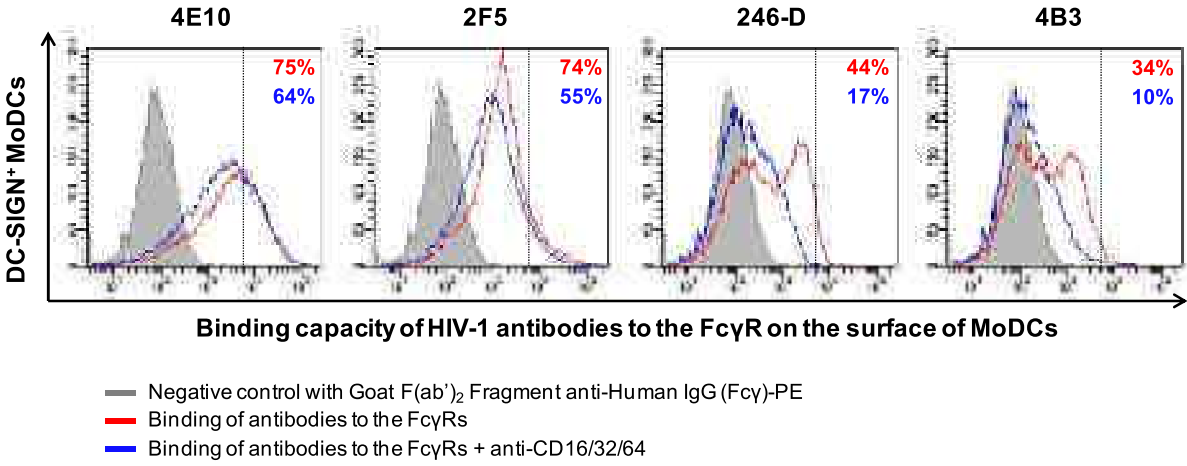 4E10 2F5 246-D 4B3
75% 74% 44% 34%
64% 55% 17% 10%
DC-SIGN+ MoDCs
Binding capacity of HIV-1 antibodies to the FcγR on the surface of MoDCs
Negative control with Goat F(ab’)2 Fragment anti-Human IgG (Fcγ)-PE
Binding of antibodies to the FcγRs
Binding of antibodies to the FcγRs + anti-CD16/32/64